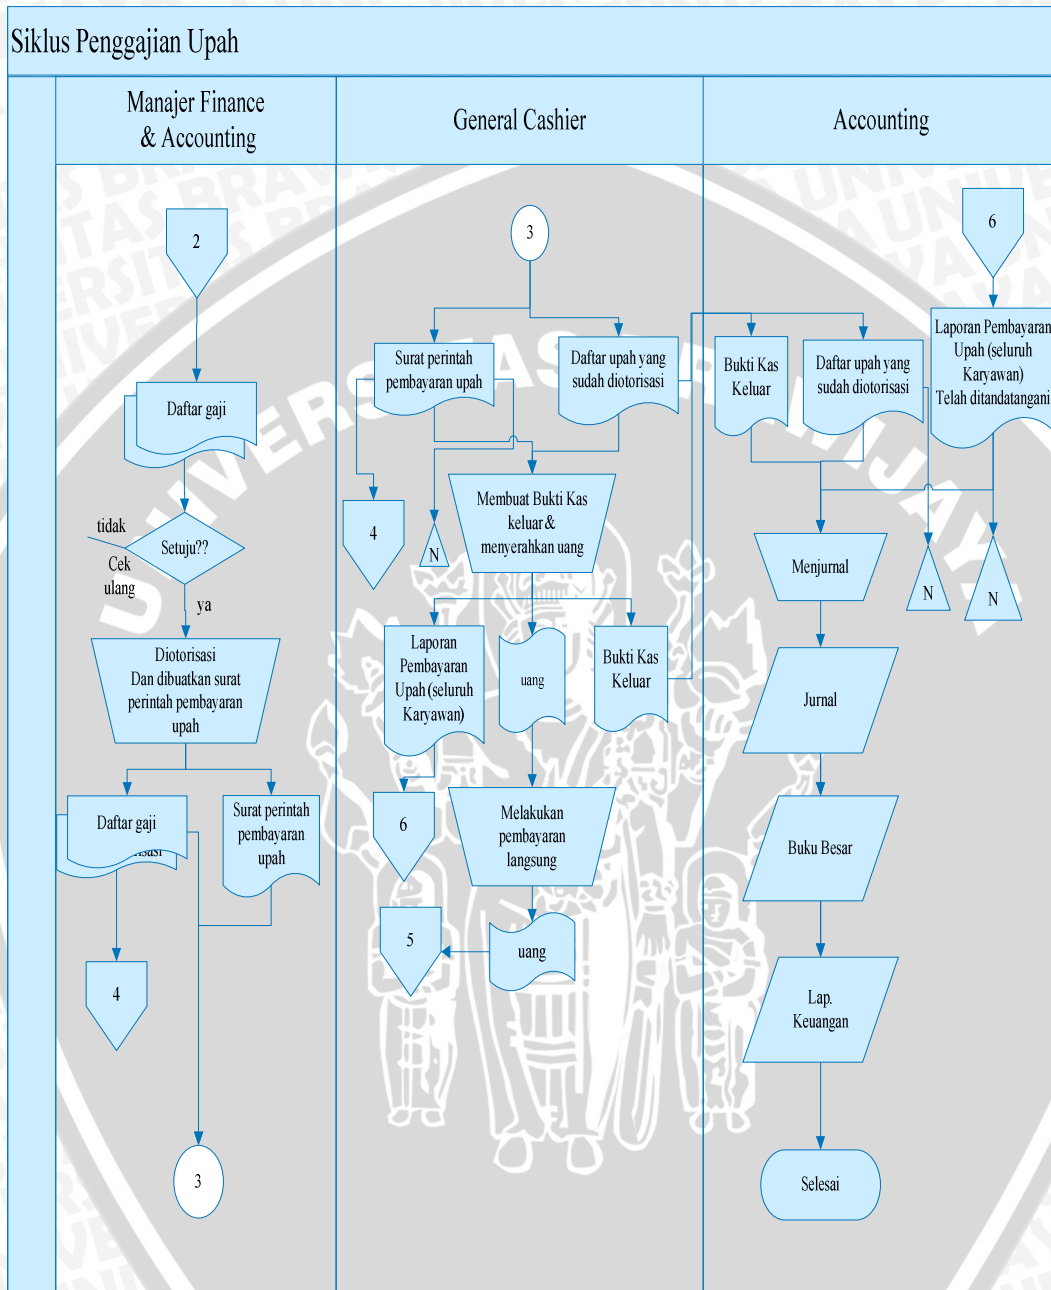 Siklus Penggajian Upah
Manajer Finance
& Accounting
General Cashier
Accounting
2
Daftar gaji
Setuju??
tidak
Cek
ulang
ya
Diotorisasi
Dan dibuatkan surat
perintah pembayaran
upah
Daftar gaji
Surat perintah
pembayaran
upah
4
3
3
Surat perintah
pembayaran upah
Daftar upah yang
sudah diotorisasi
4
N
Membuat Bukti Kas
keluar &
menyerahkan uang
Laporan
Pembayaran
Upah (seluruh
Karyawan)
uang
Bukti Kas
Keluar
6
Melakukan
pembayaran
langsung
5
uang
6
Bukti Kas
Keluar
Daftar upah yang
sudah diotorisasi
Laporan Pembayaran
Upah (seluruh
Karyawan)
Telah ditandatangani
Menjurnal
N
N
Jurnal
Buku Besar
Lap.
Keuangan
Selesai
UNIVERSITAS BRAWIJAYA